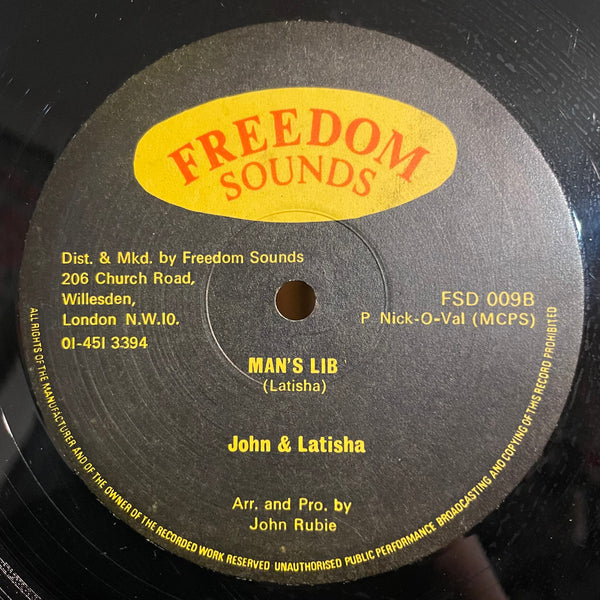 FREEDOM
SOUNDS
Dist. & Mkd. by Freedom Sounds
206 Church Road,
Willesden,
London N.W.10.
01-451 3394
FSD 009B
P Nick-O-Val (MCPS)
MAN'S LIB
(Latisha)
John & Latisha
Arr. and Pro. by
John Rubie
ALL RIGHTS OF THE MANUFACTURER AND OF THE OWNER OF THE RECORDED WORK RESERVED UNAUTHORISED PUBLIC PERFORMANCE BROADCASTING AND COPYING OF THIS RECORD PROHIBITED